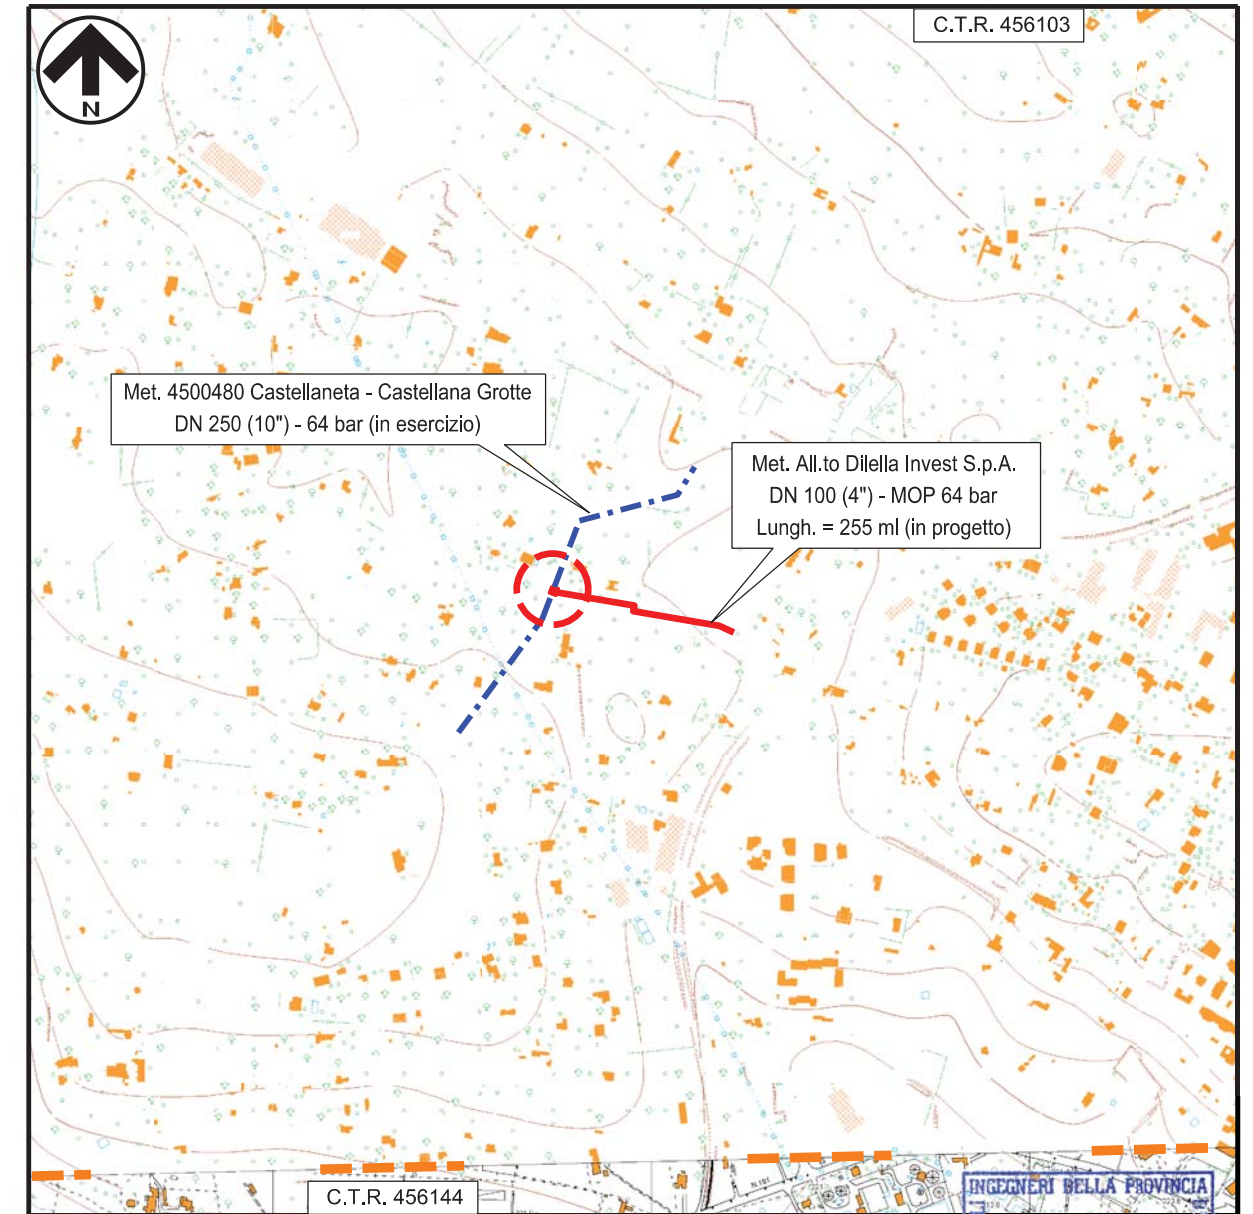 C.T.R. 456103
N
Met. 4500480 Castellaneta - Castellana Grotte
DN 250 (10") - 64 bar (in esercizio)
Met. All.to Dilella Invest S.p.A.
DN 100 (4") - MOP 64 bar
Lungh. = 255 ml (in progetto)
C.T.R. 456144
N.101
INGEGNERI DELLA PROVINCIA